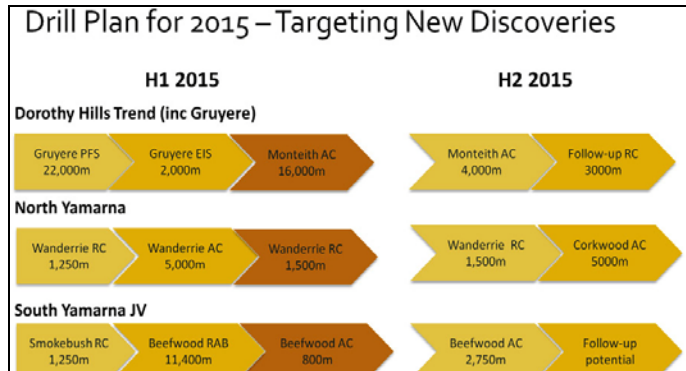 Drill Plan for 2015 – Targeting New Discoveries
H1 2015
H2 2015
Dorothy Hills Trend (inc Gruyere)
Gruyere PFS
22,000m
Gruyere EIS
2,000m
Monteith AC
16,000m
Monteith AC
4,000m
Follow-up RC
3000m
North Yamarna
Wanderrie RC
1,250m
Wanderrie AC
5,000m
Wanderrie RC
1,500m
Wanderrie RC
1,500m
Corkwood AC
5000m
South Yamarna JV
Smokebush RC
1,250m
Beefwood RAB
11,400m
Beefwood AC
800m
Beefwood AC
2,750m
Follow-up
potential